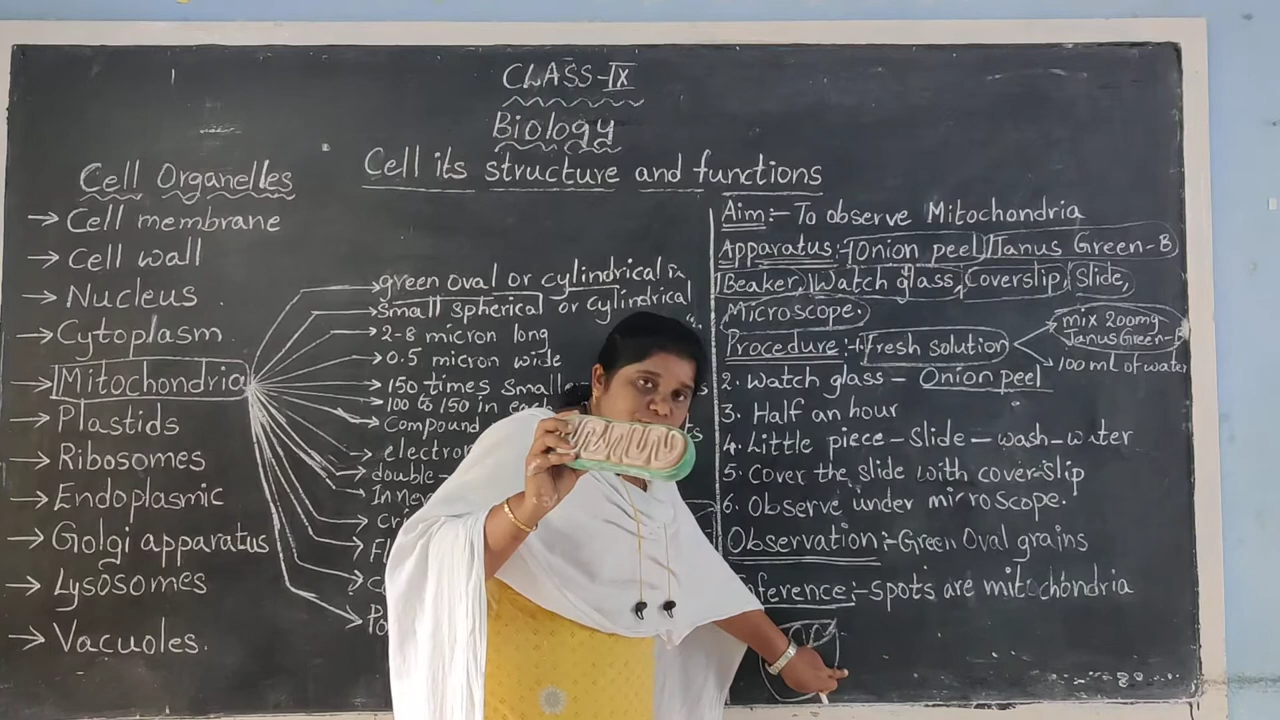 CLASS-IX
Biology
Cell its structure and functions
Cell Organelles
→ Cell membrane
→ Cell wall
→ Nucleus.
→ Cytoplasm.
→ Mitochondria
→ Plastids
→ Ribosomes
→ Endoplasmic
→ Golgi apparatus
→ Lysosomes
→ Vacuoles.
green oval or cylindrical in
small spherical or cylindrical
2-8 micron long
0.5 micron wide
150 times
100 to 150 in
Compound
electron
double-
In
Aim:- To observe Mitochondria
Apparatus:- Onion peel, Janus Green-B
Beaker, Watch glass, Coverslip, Slide,
Microscope.
Procedure:-1. Fresh solution
mix 200mg
Janus Green-B
100 mL of water
2. Watch glass - Onion peel
3. Half an hour
4. Little piece - Slide - wash - water
5. Cover the slide with cover-slip
6. Observe under microscope.
Observation:- Green Oval grains
:- spots are mitochondria